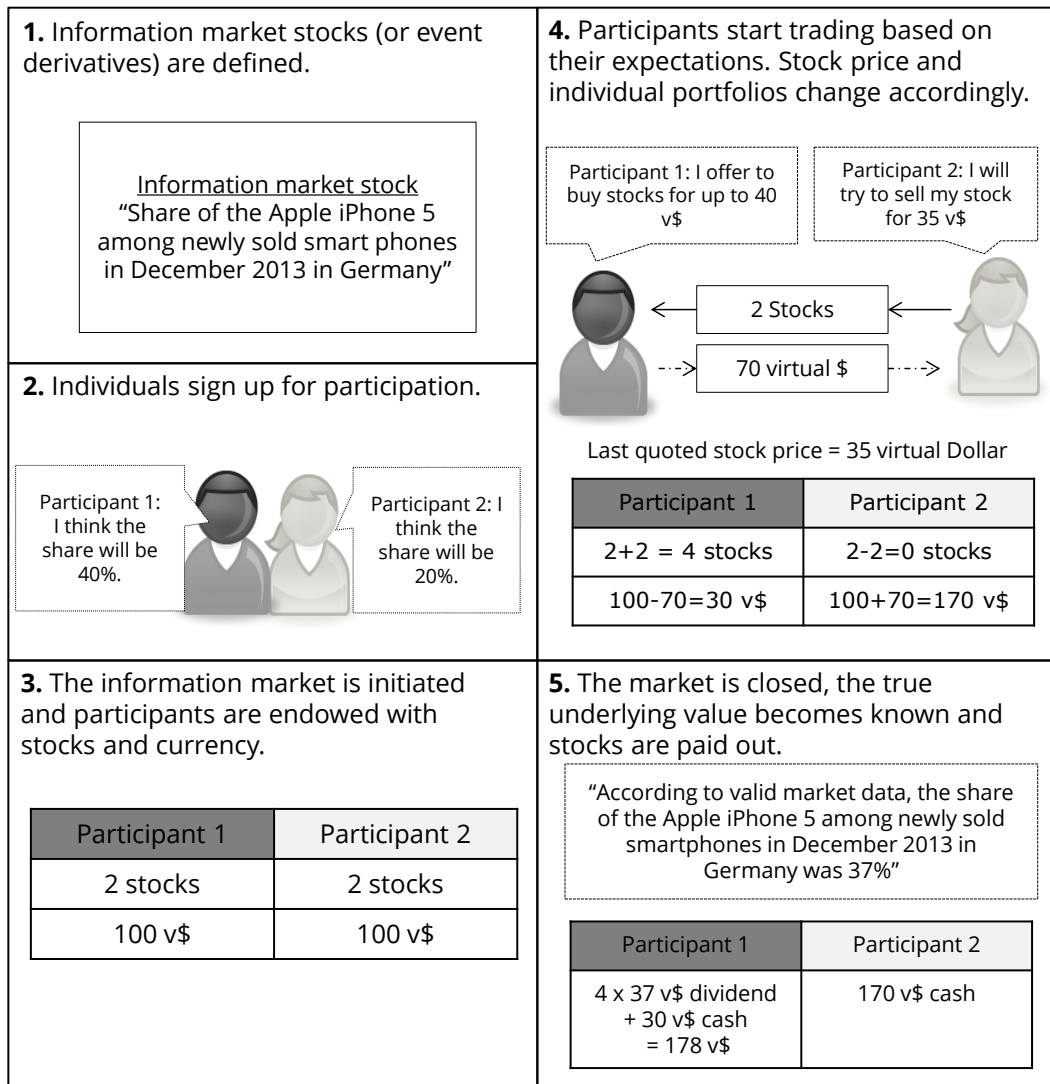 1. Information market stocks (or event
derivatives) are defined.
Information market stock
“Share of the Apple iPhone 5
among newly sold smart phones
in December 2013 in Germany”
2. Individuals sign up for participation.
Participant 1:
I think the
share will be
40%.
Participant 2: I
think the
share will be
20%.
3. The information market is initiated
and participants are endowed with
stocks and currency.
Participant 1
Participant 2
2 stocks
2 stocks
100 v$
100 v$
4. Participants start trading based on
their expectations. Stock price and
individual portfolios change accordingly.
Participant 1: I offer to
buy stocks for up to 40
v$
Participant 2: I will
try to sell my stock
for 35 v$
2 Stocks
70 virtual $
Last quoted stock price = 35 virtual Dollar
Participant 1
Participant 2
2+2 = 4 stocks
2-2=0 stocks
100-70=30 v$
100+70=170 v$
5. The market is closed, the true
underlying value becomes known and
stocks are paid out.
“According to valid market data, the share
of the Apple iPhone 5 among newly sold
smartphones in December 2013 in
Germany was 37%”
Participant 1
Participant 2
4 x 37 v$ dividend
+ 30 v$ cash
= 178 v$
170 v$ cash